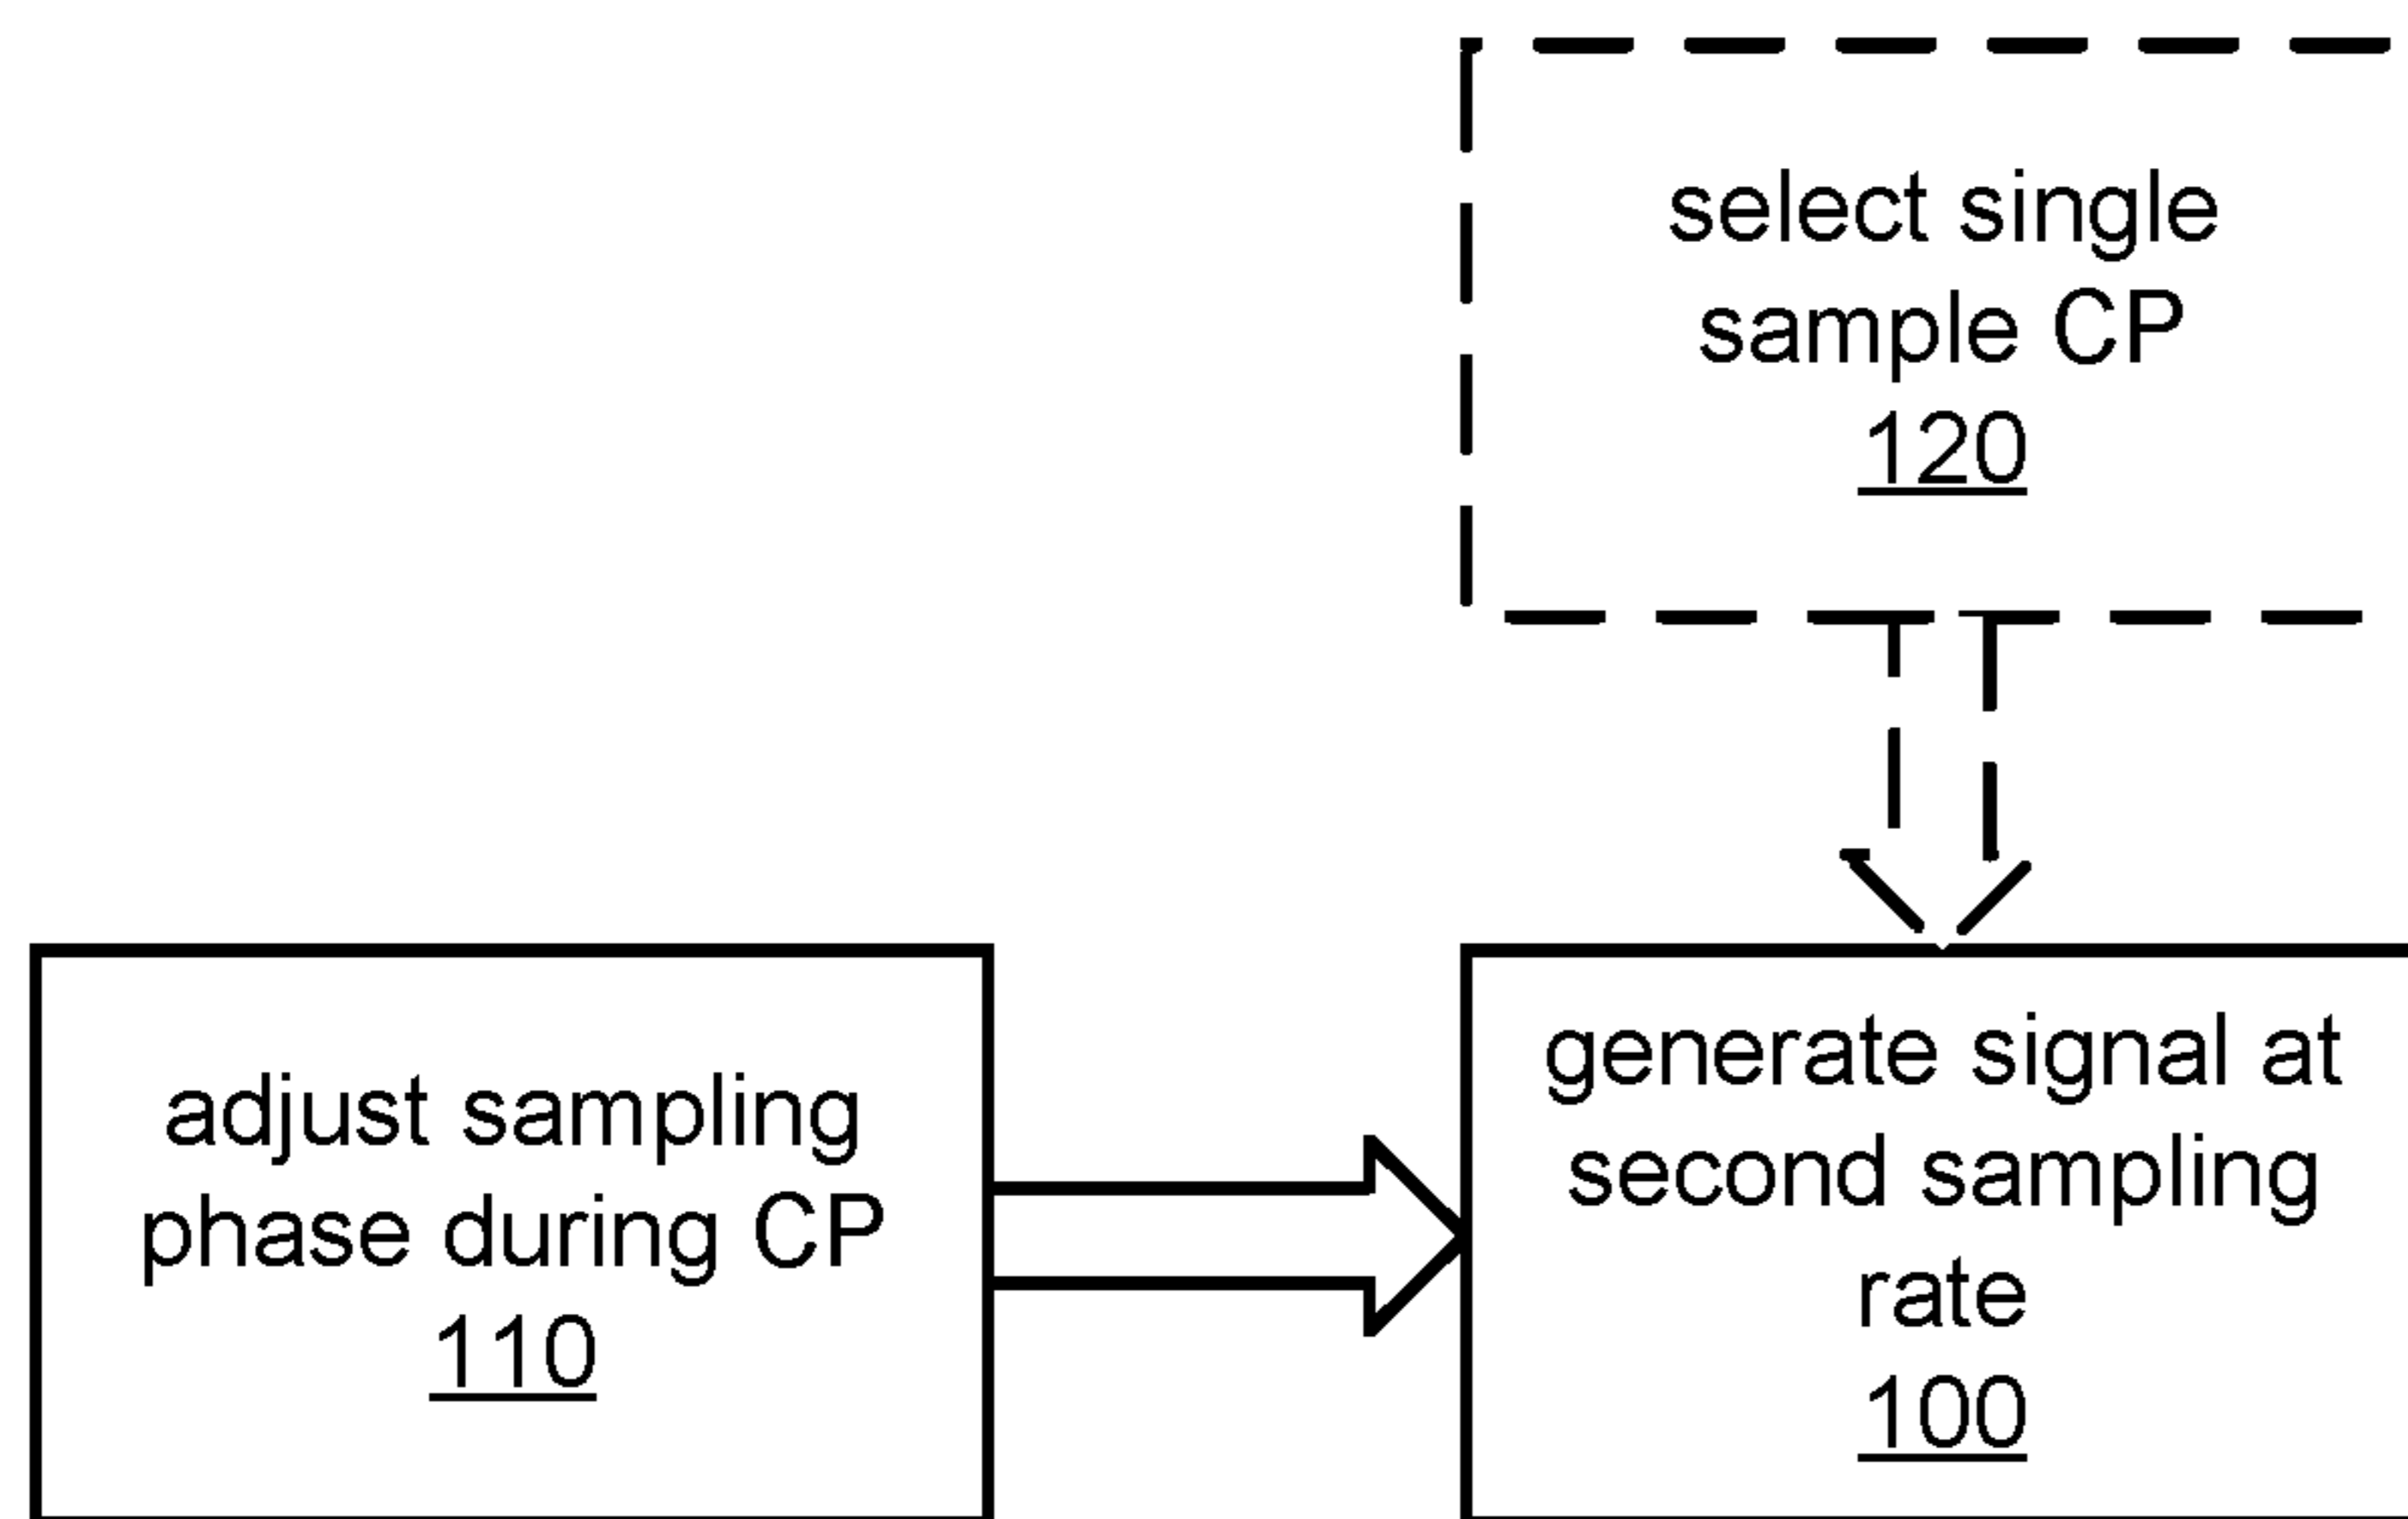 select single
sample CP
120
adjust sampling
phase during CP
110
generate signal at
second sampling
rate
100